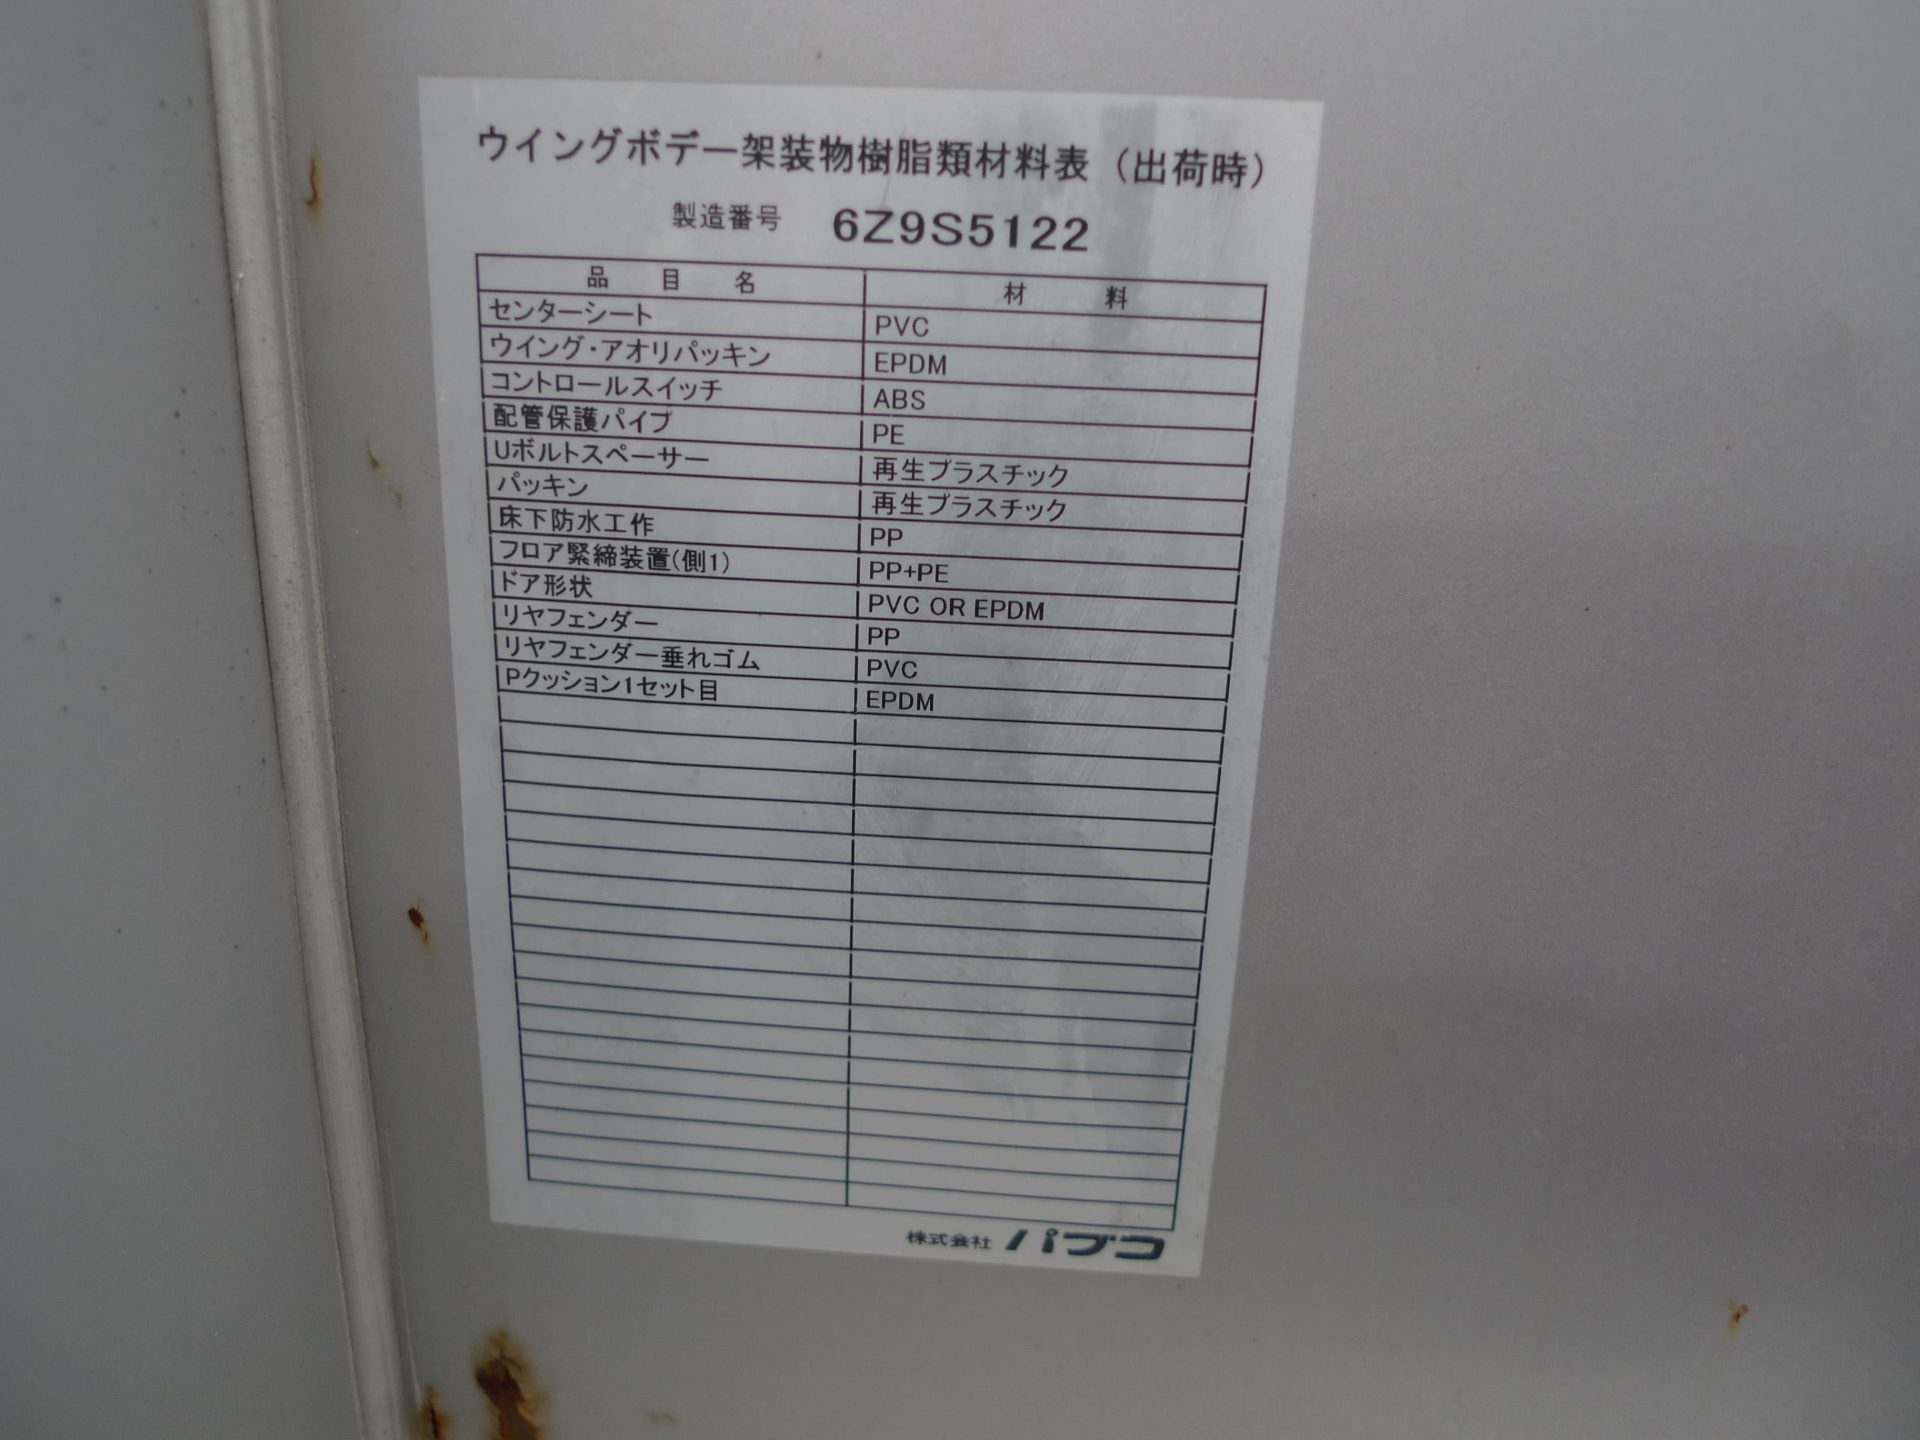 ウイングボデー架装物樹脂類材料表（出荷時）
製造番号 6Z9S5122
品目名 材料
センターシート PVC
ウイング・アオリパッキン EPDM
コントロールスイッチ ABS
配管保護パイプ PE
Uボルトスペーサー 再生プラスチック
パッキン 再生プラスチック
床下防水工作 PP
フロア緊締装置(側1) PP+PE
ドア形状 PVC OR EPDM
リヤフェンダー PP
リヤフェンダー垂れゴム PVC
Pクッション1セット目 EPDM
株式会社 パブコ